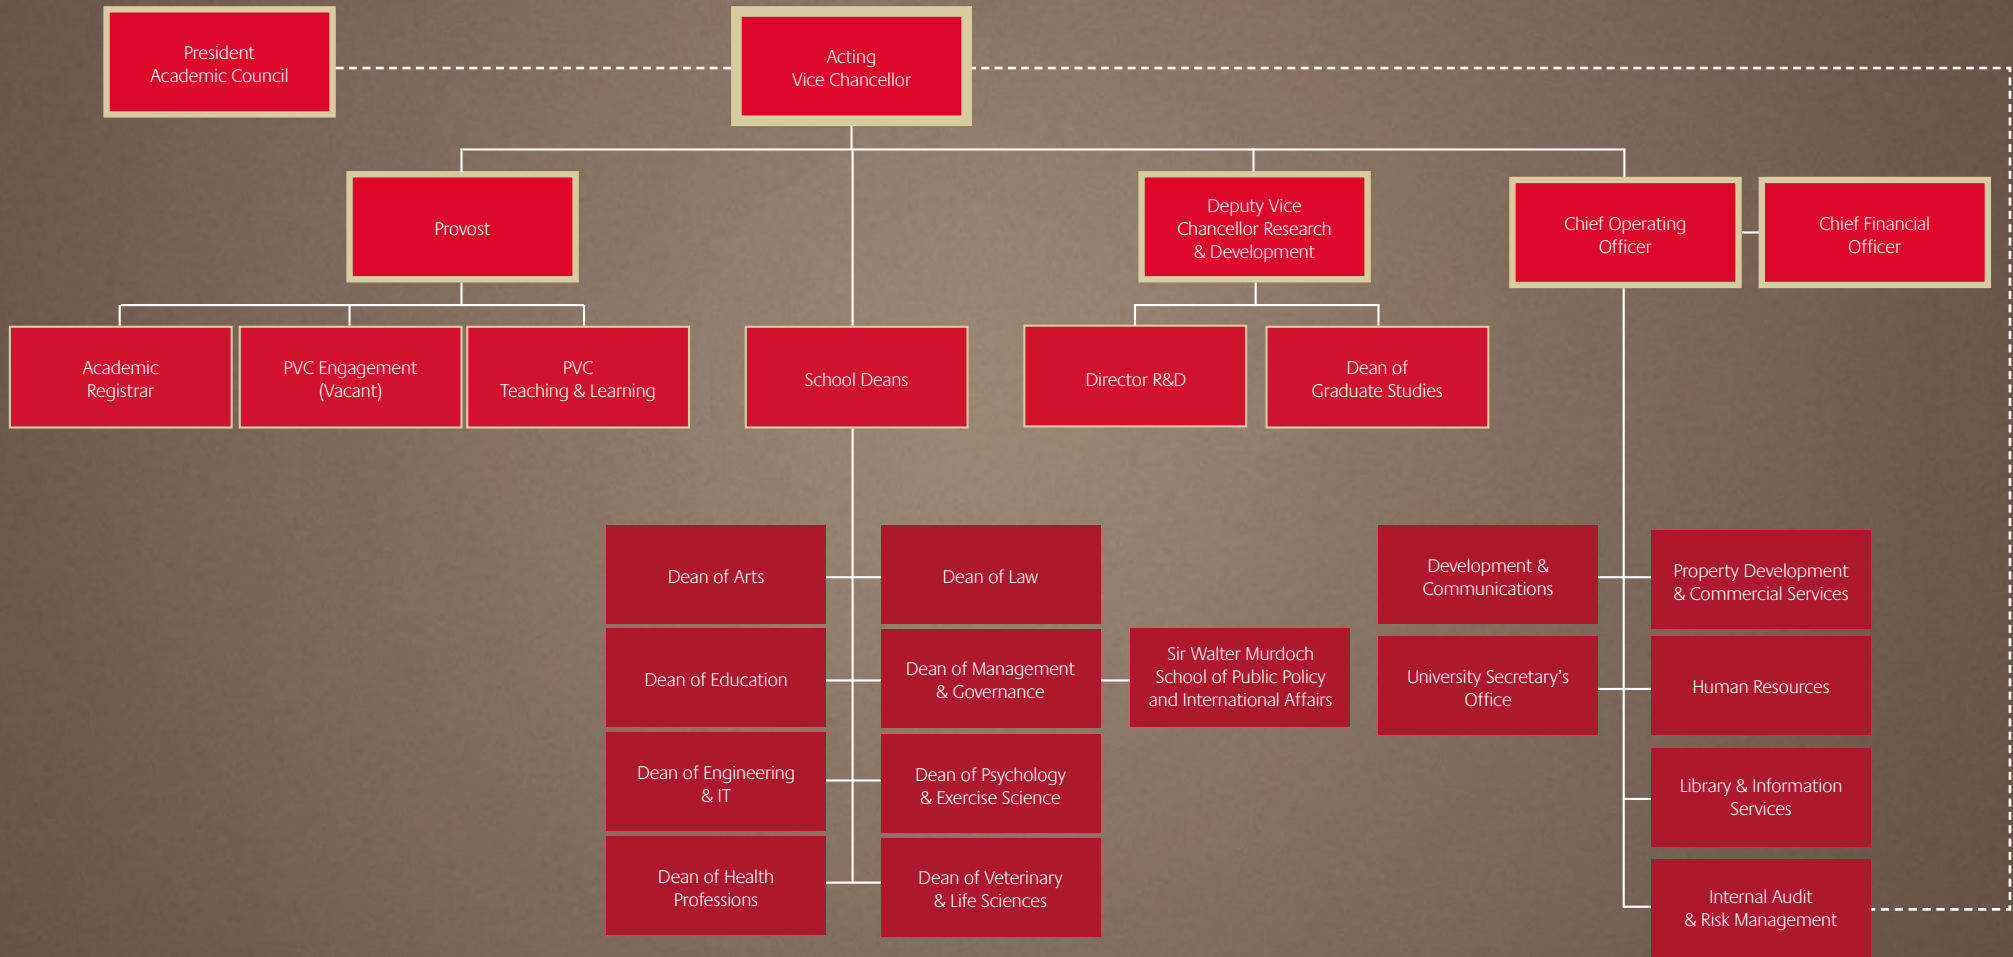 President
Academic Council
Acting
Vice Chancellor
Provost
Deputy Vice
Chancellor Research
& Development
Chief Operating
Officer
Chief Financial
Officer
Academic
Registrar
PVC Engagement
(Vacant)
PVC
Teaching & Learning
School Deans
Director R&D
Dean of
Graduate Studies
Dean of Arts
Dean of Law
Development &
Communications
Property Development
& Commercial Services
Dean of Education
Dean of Management
& Governance
Sir Walter Murdoch
School of Public Policy
and International Affairs
University Secretary's
Office
Human Resources
Dean of Engineering
& IT
Dean of Psychology
& Exercise Science
Library & Information
Services
Dean of Health
Professions
Dean of Veterinary
& Life Sciences
Internal Audit
& Risk Management